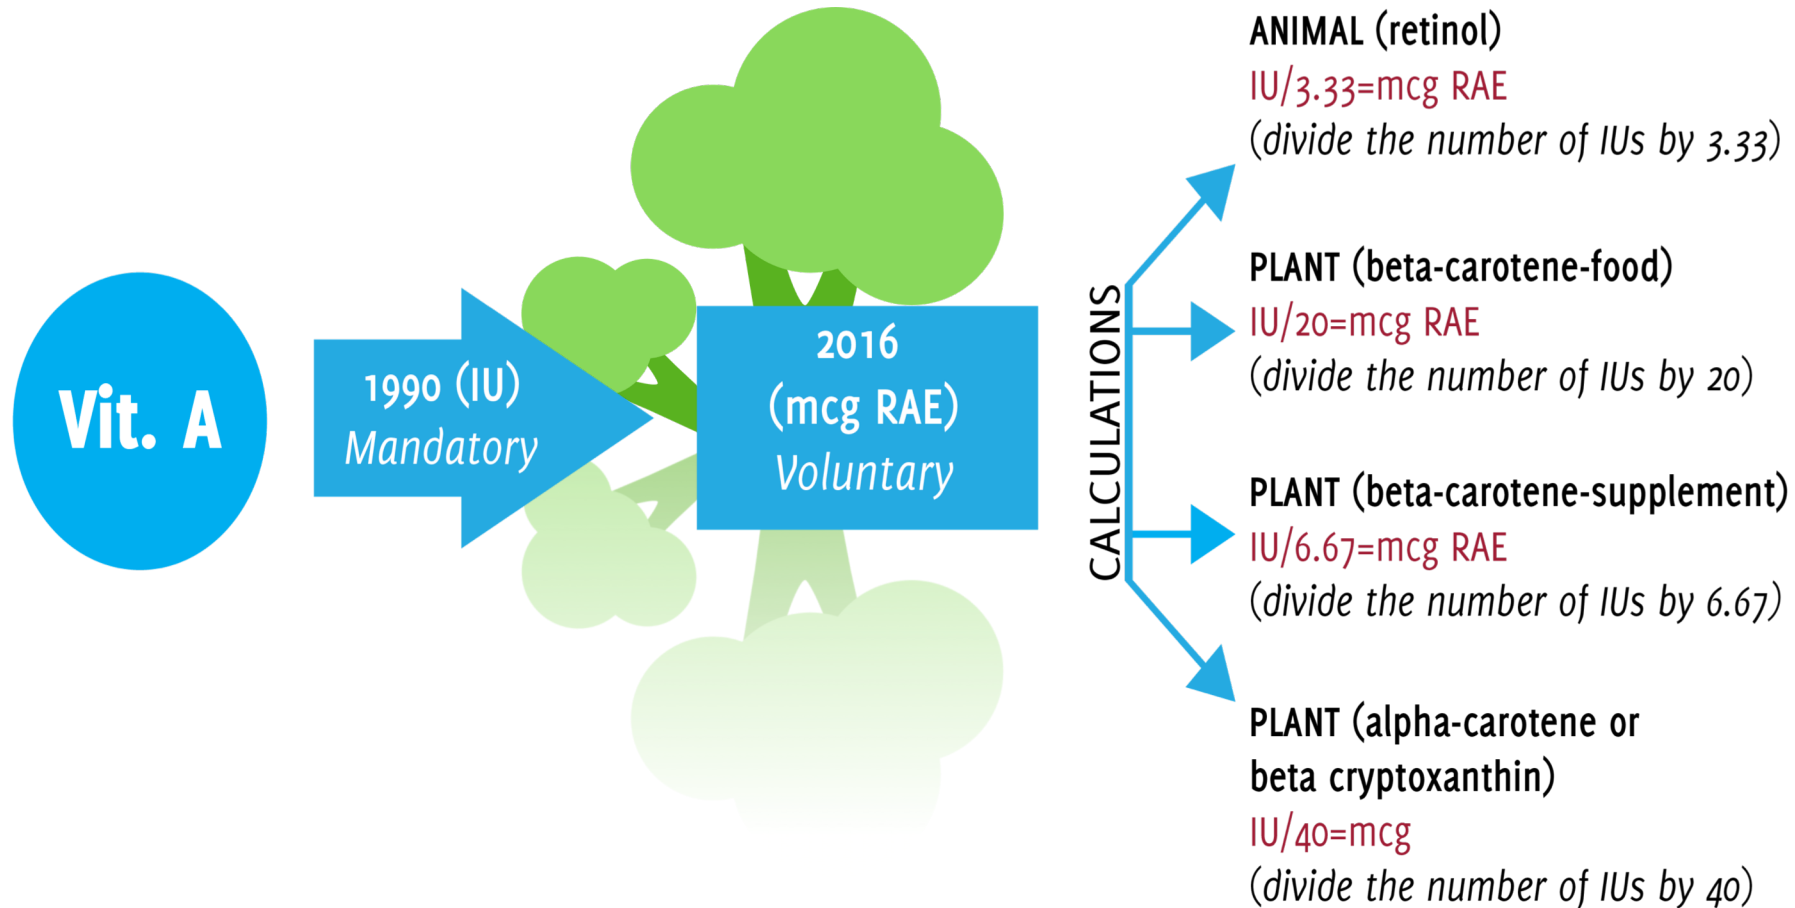 Vit. A
1990 (IU)
Mandatory
2016
(mcg RAE)
Voluntary
CALCULATIONS
ANIMAL (retinol)
IU/3.33=mcg RAE
(divide the number of IUs by 3.33)
PLANT (beta-carotene-food)
IU/20=mcg RAE
(divide the number of IUs by 20)
PLANT (beta-carotene-supplement)
IU/6.67=mcg RAE
(divide the number of IUs by 6.67)
PLANT (alpha-carotene or
beta cryptoxanthin)
IU/40=mcg
(divide the number of IUs by 40)